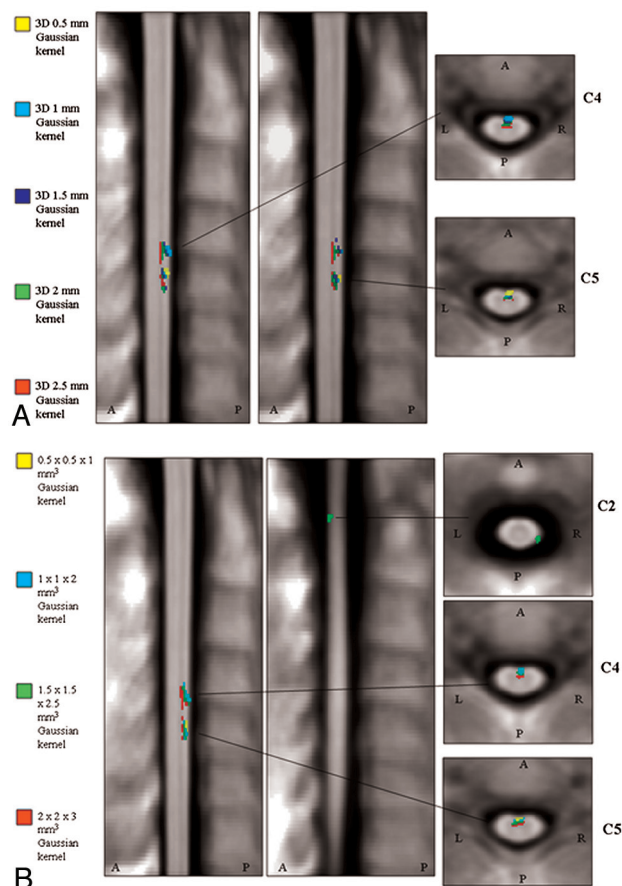 3D 0.5 mm
Gaussian
kernel
3D 1 mm
Gaussian
kernel
3D 1.5 mm
Gaussian
kernel
3D 2 mm
Gaussian
kernel
3D 2.5 mm
Gaussian
kernel
A
A
P
A
P
A
L
R
P
C4
A
L
R
P
C5
0.5 x 0.5 x 1
mm3
Gaussian
kernel
1 x 1 x 2
mm3
Gaussian
kernel
1.5 x 1.5
x 2.5
mm3
Gaussian
kernel
2 x 2 x 3
mm3
Gaussian
kernel
B
A
P
A
P
A
L
R
P
C2
A
L
R
P
C4
A
L
R
P
C5